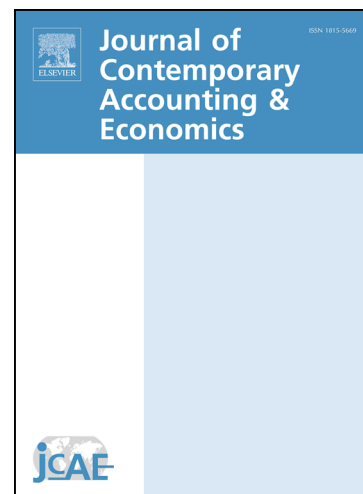 ELSEVIER
Journal of
Contemporary
Accounting &
Economics
ISSN 1815-5669
jCAE